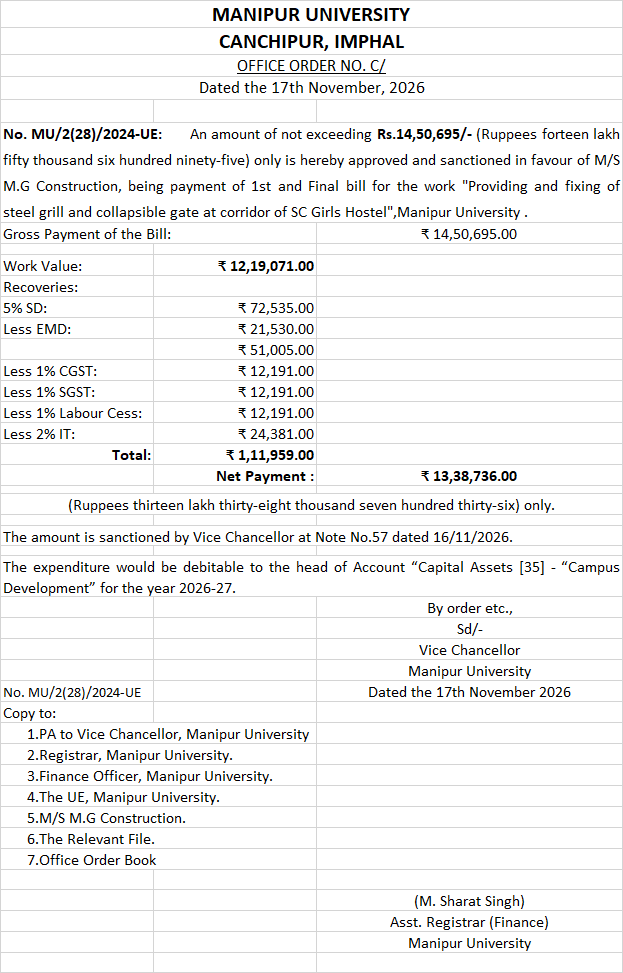 MANIPUR UNIVERSITY
CANCHIPUR, IMPHAL
OFFICE ORDER NO. C/
Dated the 17th November, 2026
No. MU/2(28)/2024-UE: An amount of not exceeding Rs.14,50,695/- (Ruppees forteen lakh
fifty thousand six hundred ninety-five) only is hereby approved and sanctioned in favour of M/S
M.G Construction, being payment of 1st and Final bill for the work "Providing and fixing of
steel grill and collapsible gate at corridor of SC Girls Hostel",Manipur University .
Gross Payment of the Bill: ₹ 14,50,695.00
Work Value: ₹ 12,19,071.00
Recoveries:
5% SD: ₹ 72,535.00
Less EMD: ₹ 21,530.00
₹ 51,005.00
Less 1% CGST: ₹ 12,191.00
Less 1% SGST: ₹ 12,191.00
Less 1% Labour Cess: ₹ 12,191.00
Less 2% IT: ₹ 24,381.00
Total: ₹ 1,11,959.00
Net Payment : ₹ 13,38,736.00
(Ruppees thirteen lakh thirty-eight thousand seven hundred thirty-six) only.
The amount is sanctioned by Vice Chancellor at Note No.57 dated 16/11/2026.
The expenditure would be debitable to the head of Account “Capital Assets [35] - “Campus
Development” for the year 2026-27.
By order etc.,
Sd/-
Vice Chancellor
Manipur University
No. MU/2(28)/2024-UE Dated the 17th November 2026
Copy to:
1.PA to Vice Chancellor, Manipur University
2.Registrar, Manipur University.
3.Finance Officer, Manipur University.
4.The UE, Manipur University.
5.M/S M.G Construction.
6.The Relevant File.
7.Office Order Book
(M. Sharat Singh)
Asst. Registrar (Finance)
Manipur University